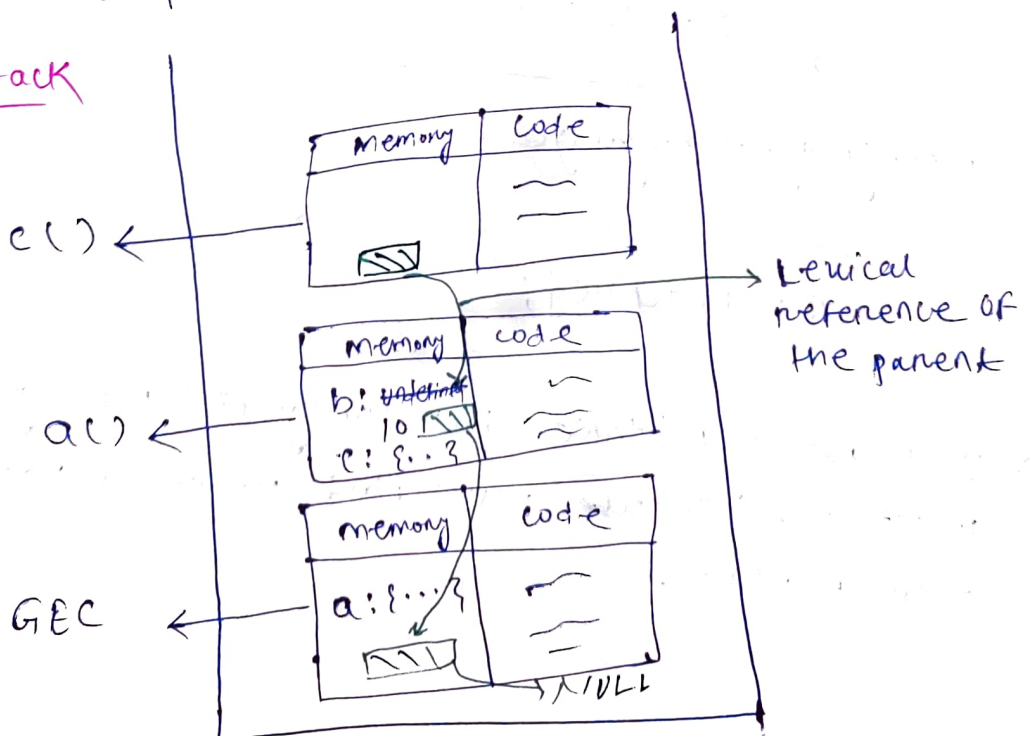 ack
memory code
c()
Lexical
reference of
the parent
memory code
b: undefined
10
a()
c: {..}
memory code
a:{...}
GEC
NULL